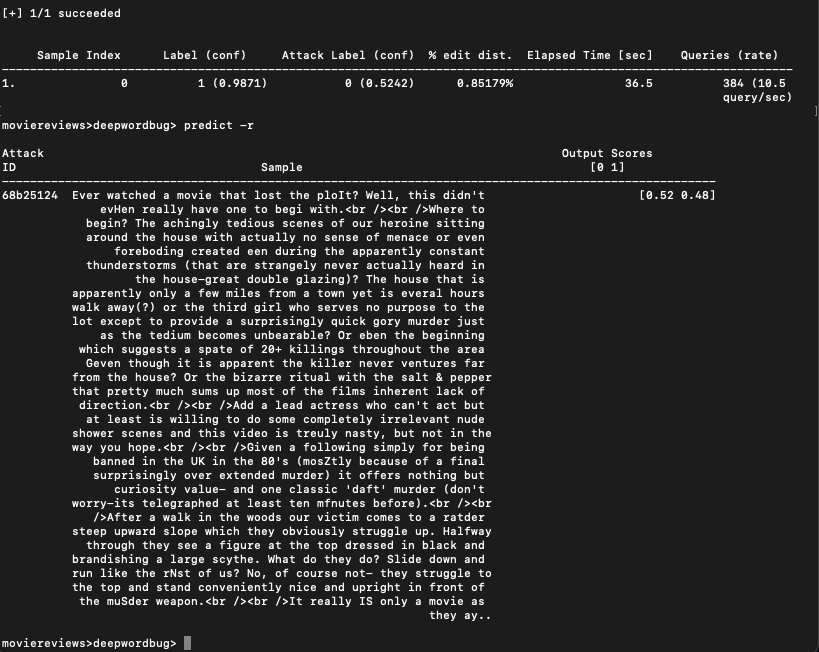 [+] 1/1 succeeded
Sample Index Label (conf) Attack Label (conf) % edit dist. Elapsed Time [sec] Queries (rate)
1. 0 1 (0.9871) 0 (0.5242) 0.85179% 36.5 384 (10.5
query/sec)
[ ]
moviereviews>deepwordbug> predict -r
Attack Output Scores
ID Sample [0 1]
68b25124 Ever watched a movie that lost the ploIt? Well, this didn't [0.52 0.48]
evHen really have one to begi with.<br /><br />Where to
begin? The achingly tedious scenes of our heroine sitting
around the house with actually no sense of menace or even
foreboding created een during the apparently constant
thunderstorms (that are strangely never actually heard in
the house-great double glazing)? The house that is
apparently only a few miles from a town yet is everal hours
walk away(?) or the third girl who serves no purpose to the
lot except to provide a surprisingly quick gory murder just
as the tedium becomes unbearable? Or eben the beginning
which suggests a spate of 20+ killings throughout the area
Geven though it is apparent the killer never ventures far
from the house? Or the bizarre ritual with the salt & pepper
that pretty much sums up most of the films inherent lack of
direction.<br /><br />Add a lead actress who can't act but
at least is willing to do some completely irrelevant nude
shower scenes and this video is treuly nasty, but not in the
way you hope.<br /><br />Given a following simply for being
banned in the UK in the 80's (mosZtly because of a final
surprisingly over extended murder) it offers nothing but
curiosity value- and one classic 'daft' murder (don't
worry-its telegraphed at least ten mfnutes before).<br /><br
/>After a walk in the woods our victim comes to a ratder
steep upward slope which they obviously struggle up. Halfway
through they see a figure at the top dressed in black and
brandishing a large scythe. What do they do? Slide down and
run like the rNst of us? No, of course not- they struggle to
the top and stand conveniently nice and upright in front of
the muSder weapon.<br /><br />It really IS only a movie as
they ay..
moviereviews>deepwordbug>